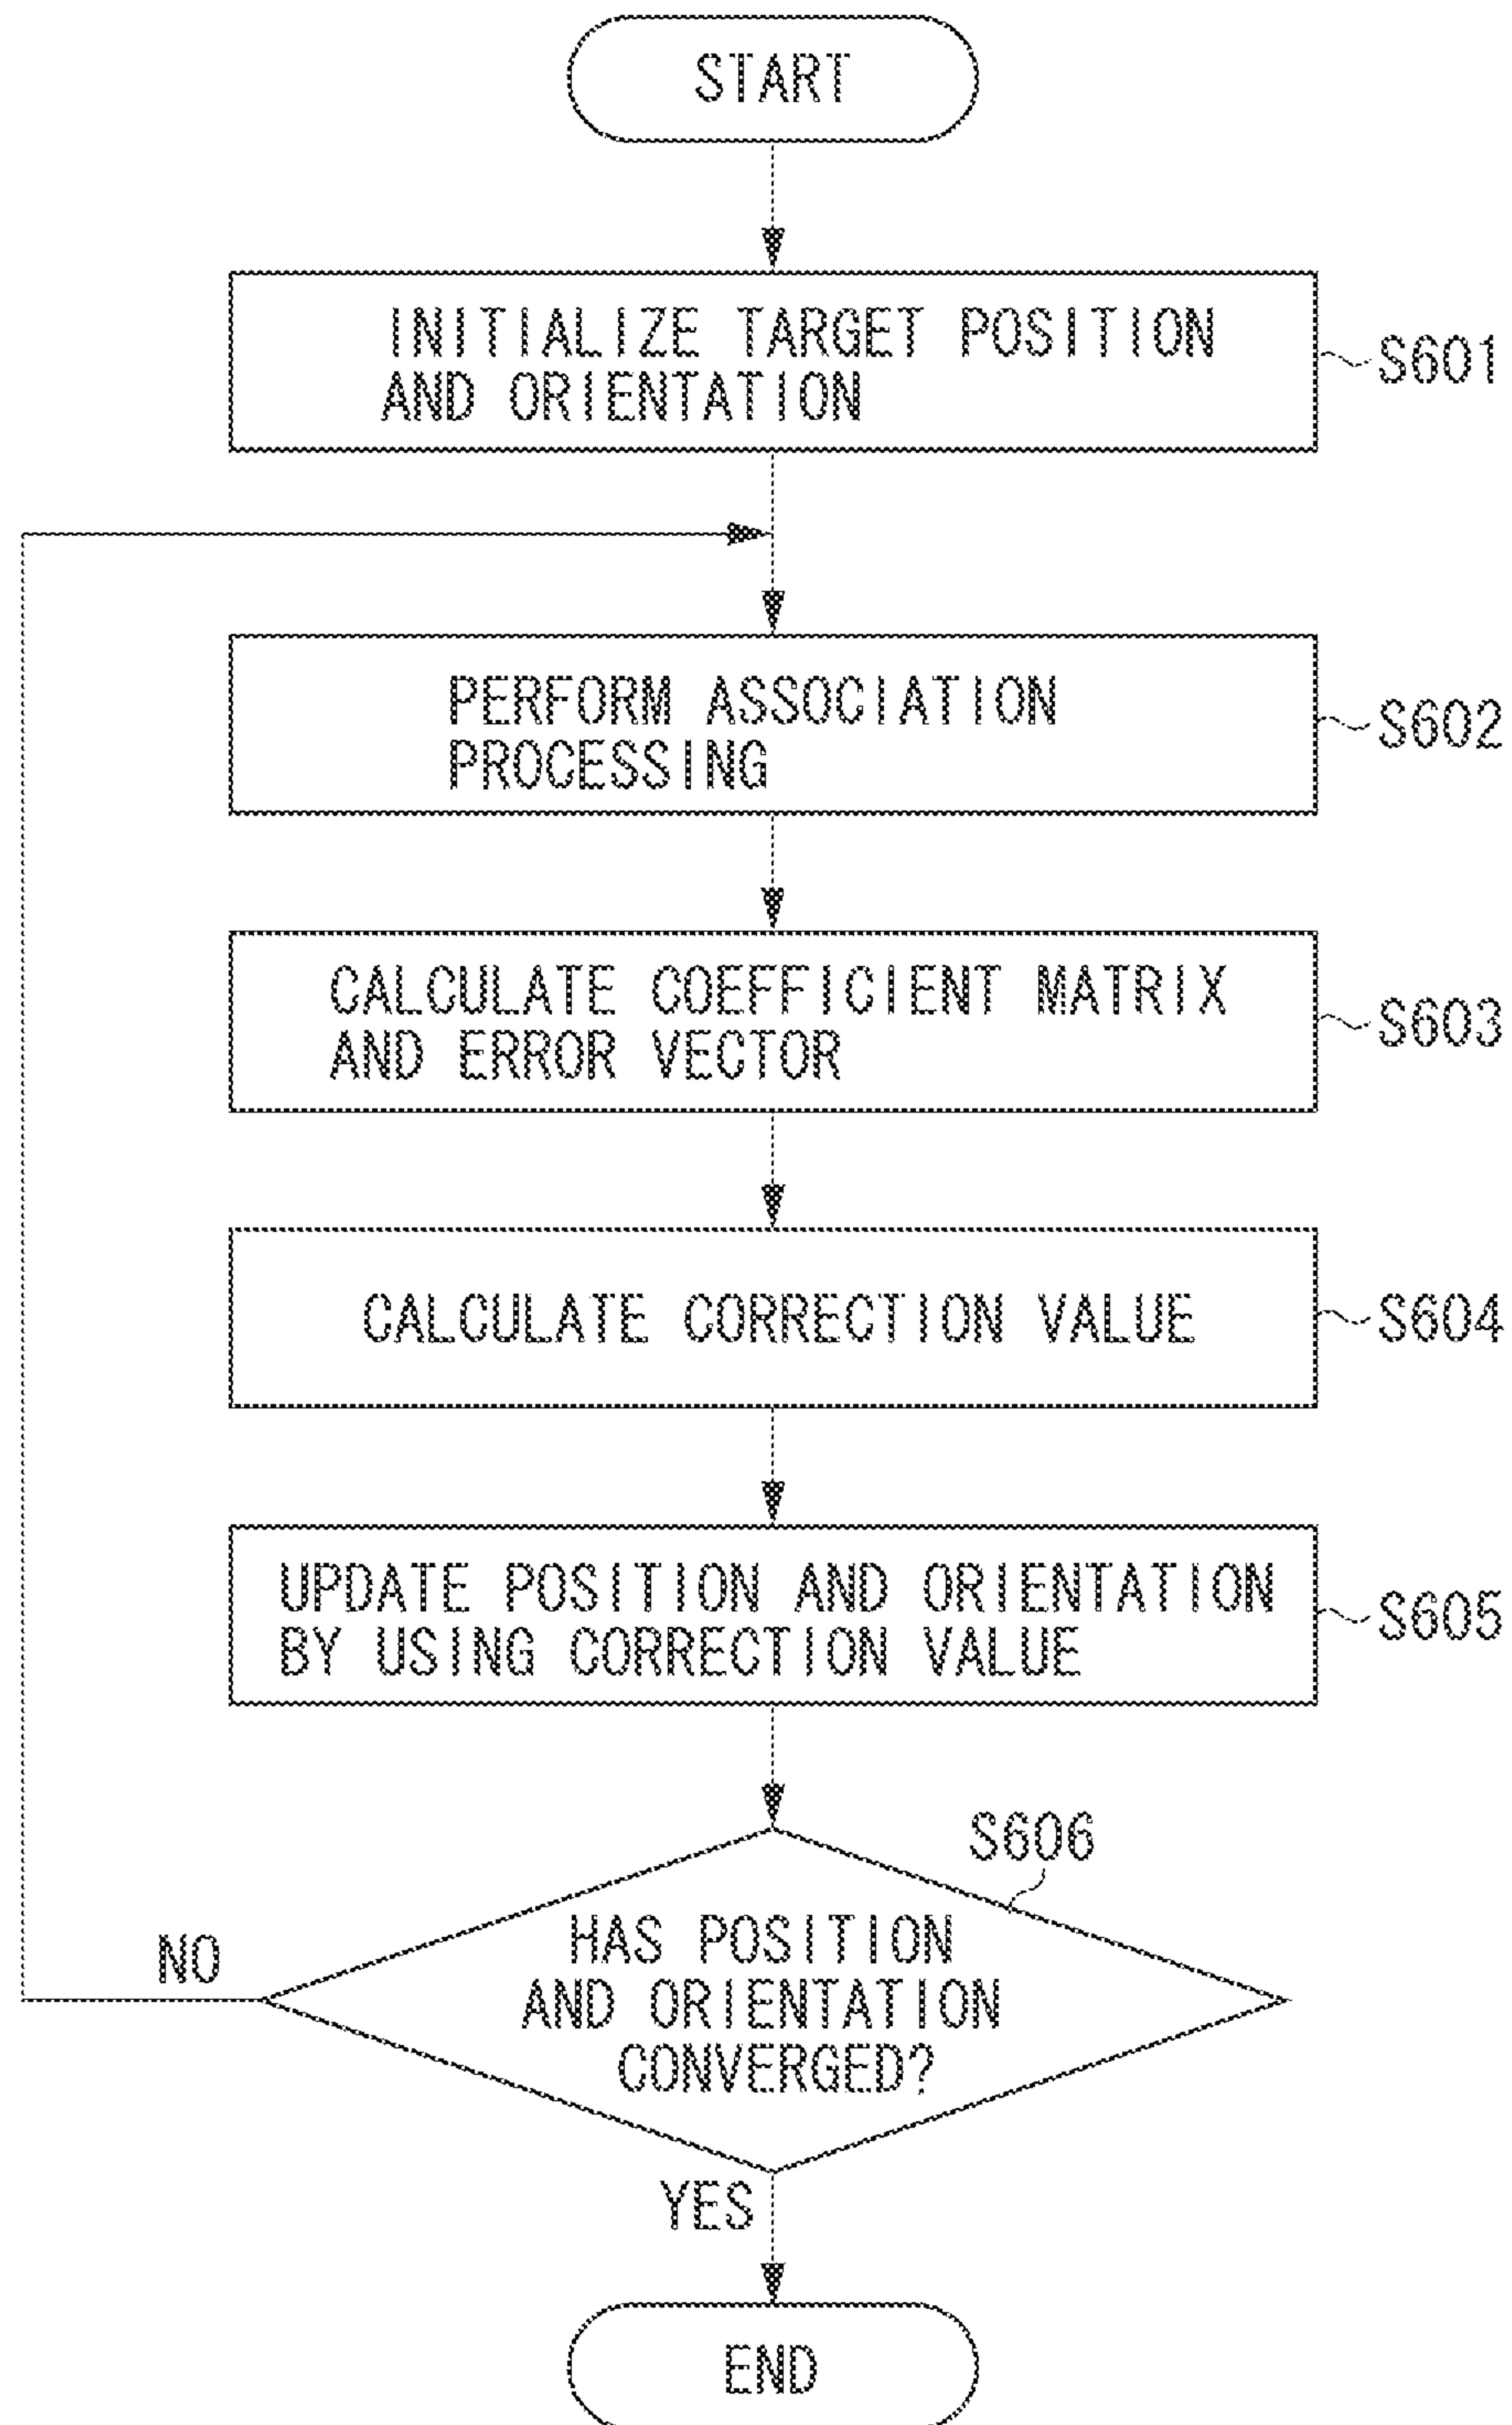 START
INITIALIZE TARGET POSITION
AND ORIENTATION
S601
PERFORM ASSOCIATION
PROCESSING
S602
CALCULATE COEFFICIENT MATRIX
AND ERROR VECTOR
S603
CALCULATE CORRECTION VALUE
S604
UPDATE POSITION AND ORIENTATION
BY USING CORRECTION VALUE
S605
S606
HAS POSITION
AND ORIENTATION
CONVERGED?
NO
YES
END